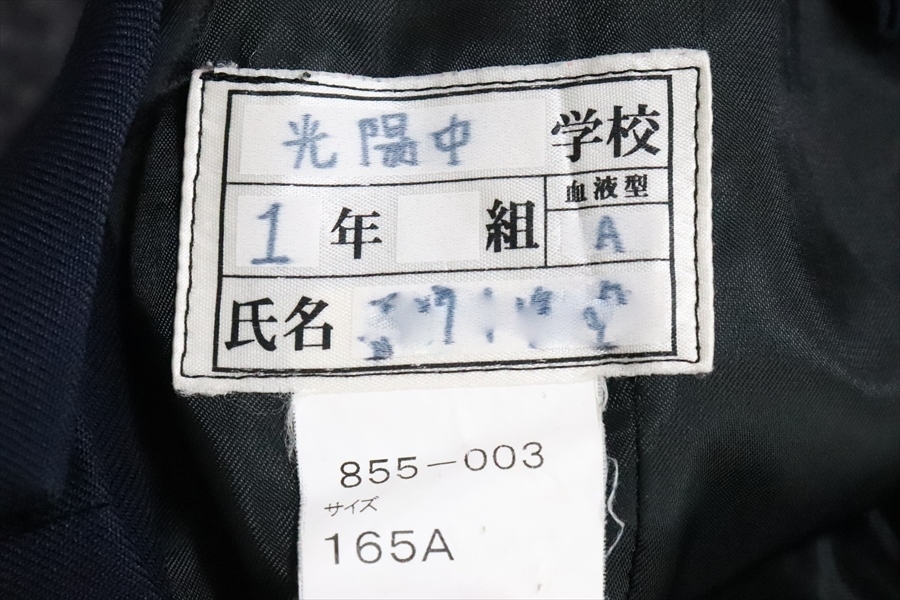 光陽中 学校
血液型
1 年 組 A
氏名
855-003
サイズ
165A